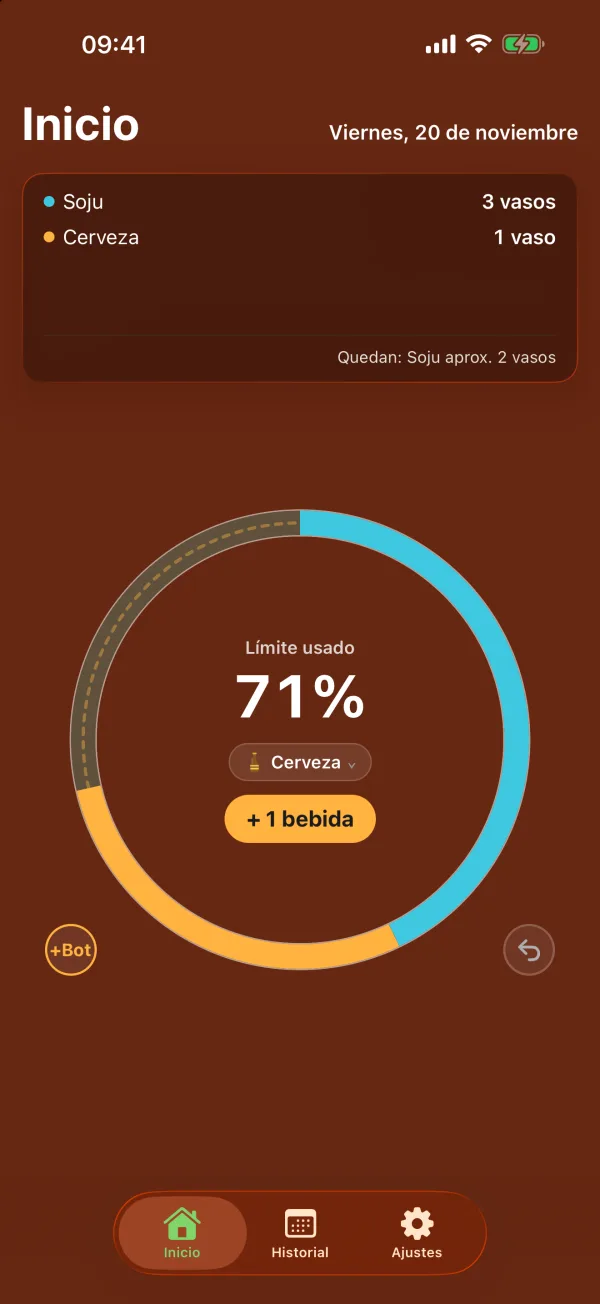 09:41
Inicio
Viernes, 20 de noviembre
Soju 3 vasos
Cerveza 1 vaso
Quedan: Soju aprox. 2 vasos
Límite usado
71%
Cerveza
+ 1 bebida
+Bot
Inicio Historial Ajustes